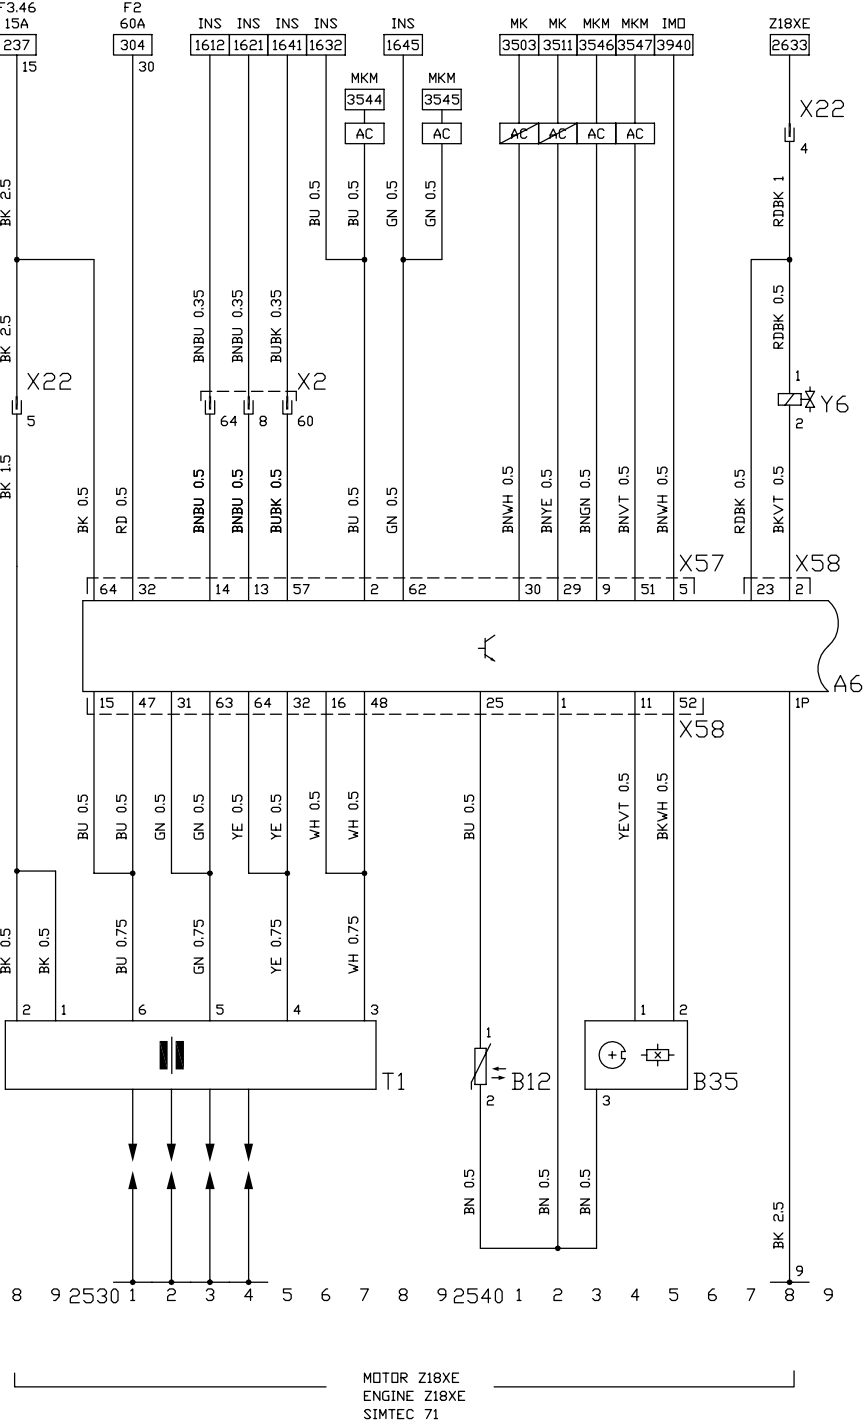 F3.46 F2
15A 60A INS INS INS INS INS MK MK MKM MKM IMO Z18XE
237 304 1612 1621 1641 1632 1645 3503 3511 3546 3547 3940 2633
15 30
MKM MKM
3544 3545
X22
AC AC AC AC AC AC
4
BK 2.5 BU 0.5 BU 0.5 GN 0.5 GN 0.5 RDBK 1
BK 2.5 BNBU 0.35 BNBU 0.35 BUBK 0.35 RDBK 0.5
X22 X2 1
Y6
5 64 8 60 2
BK 1.5 BK 0.5 RD 0.5 BNBU 0.5 BNBU 0.5 BUBK 0.5 BU 0.5 GN 0.5 BNWH 0.5 BNYE 0.5 BNGN 0.5 BNVT 0.5 BNWH 0.5 RDBK 0.5 BKVT 0.5
X57 X58
64 32 14 13 57 2 62 30 29 9 51 5 23 2
A6
15 47 31 63 64 32 16 48 25 1 11 52 1P
X58
BU 0.5 BU 0.5 GN 0.5 GN 0.5 YE 0.5 YE 0.5 WH 0.5 WH 0.5 BU 0.5 YEVT 0.5 BKWH 0.5
BK 0.5 BK 0.5 BU 0.75 GN 0.75 YE 0.75 WH 0.75
2 1 6 5 4 3 1 2
1
T1 B12 B35
2 3
BN 0.5 BN 0.5 BN 0.5 BK 2.5
9
8 9 2530 1 2 3 4 5 6 7 8 9 2540 1 2 3 4 5 6 7 8 9
MOTOR Z18XE
ENGINE Z18XE
SIMTEC 71